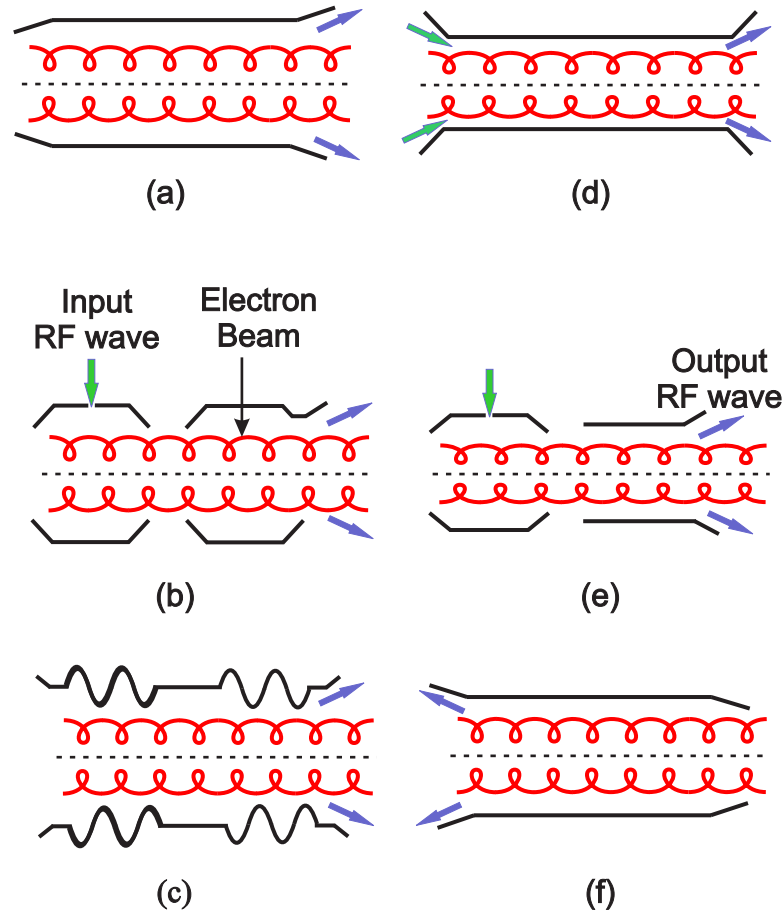 (a)
(d)
Input
RF wave
Electron
Beam
Output
RF wave
(b)
(e)
(c)
(f)